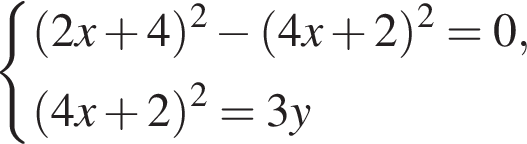 (2x+4)² − (4x+2)² = 0,
(4x+2)² = 3y